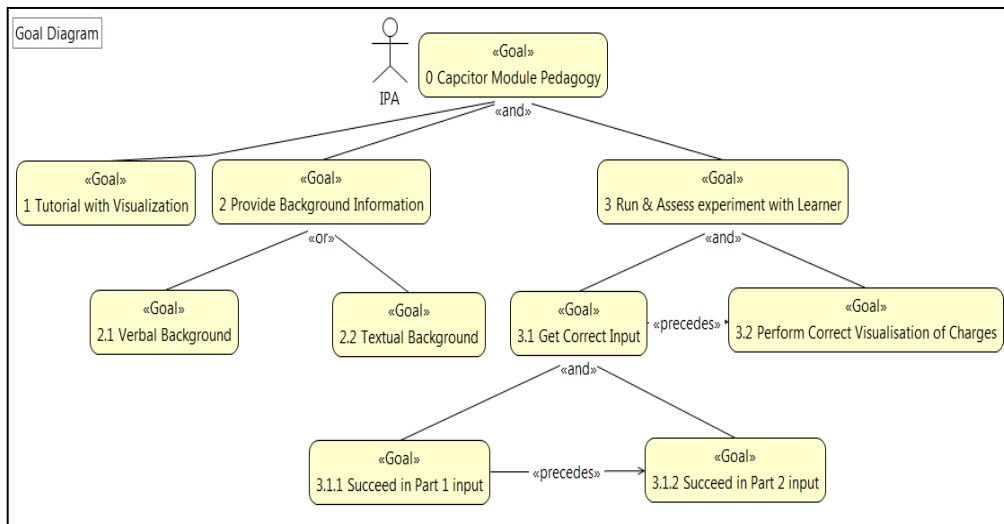 Goal Diagram
«Goal»
0 Capcitor Module Pedagogy
IPA
«and»
«Goal»
1 Tutorial with Visualization
«Goal»
2 Provide Background Information
«Goal»
3 Run & Assess experiment with Learner
«or»
«and»
«Goal»
2.1 Verbal Background
«Goal»
2.2 Textual Background
«Goal»
3.1 Get Correct Input
«precedes»
«Goal»
3.2 Perform Correct Visualisation of Charges
«and»
«Goal»
3.1.1 Succeed in Part 1 input
«precedes»
«Goal»
3.1.2 Succeed in Part 2 input